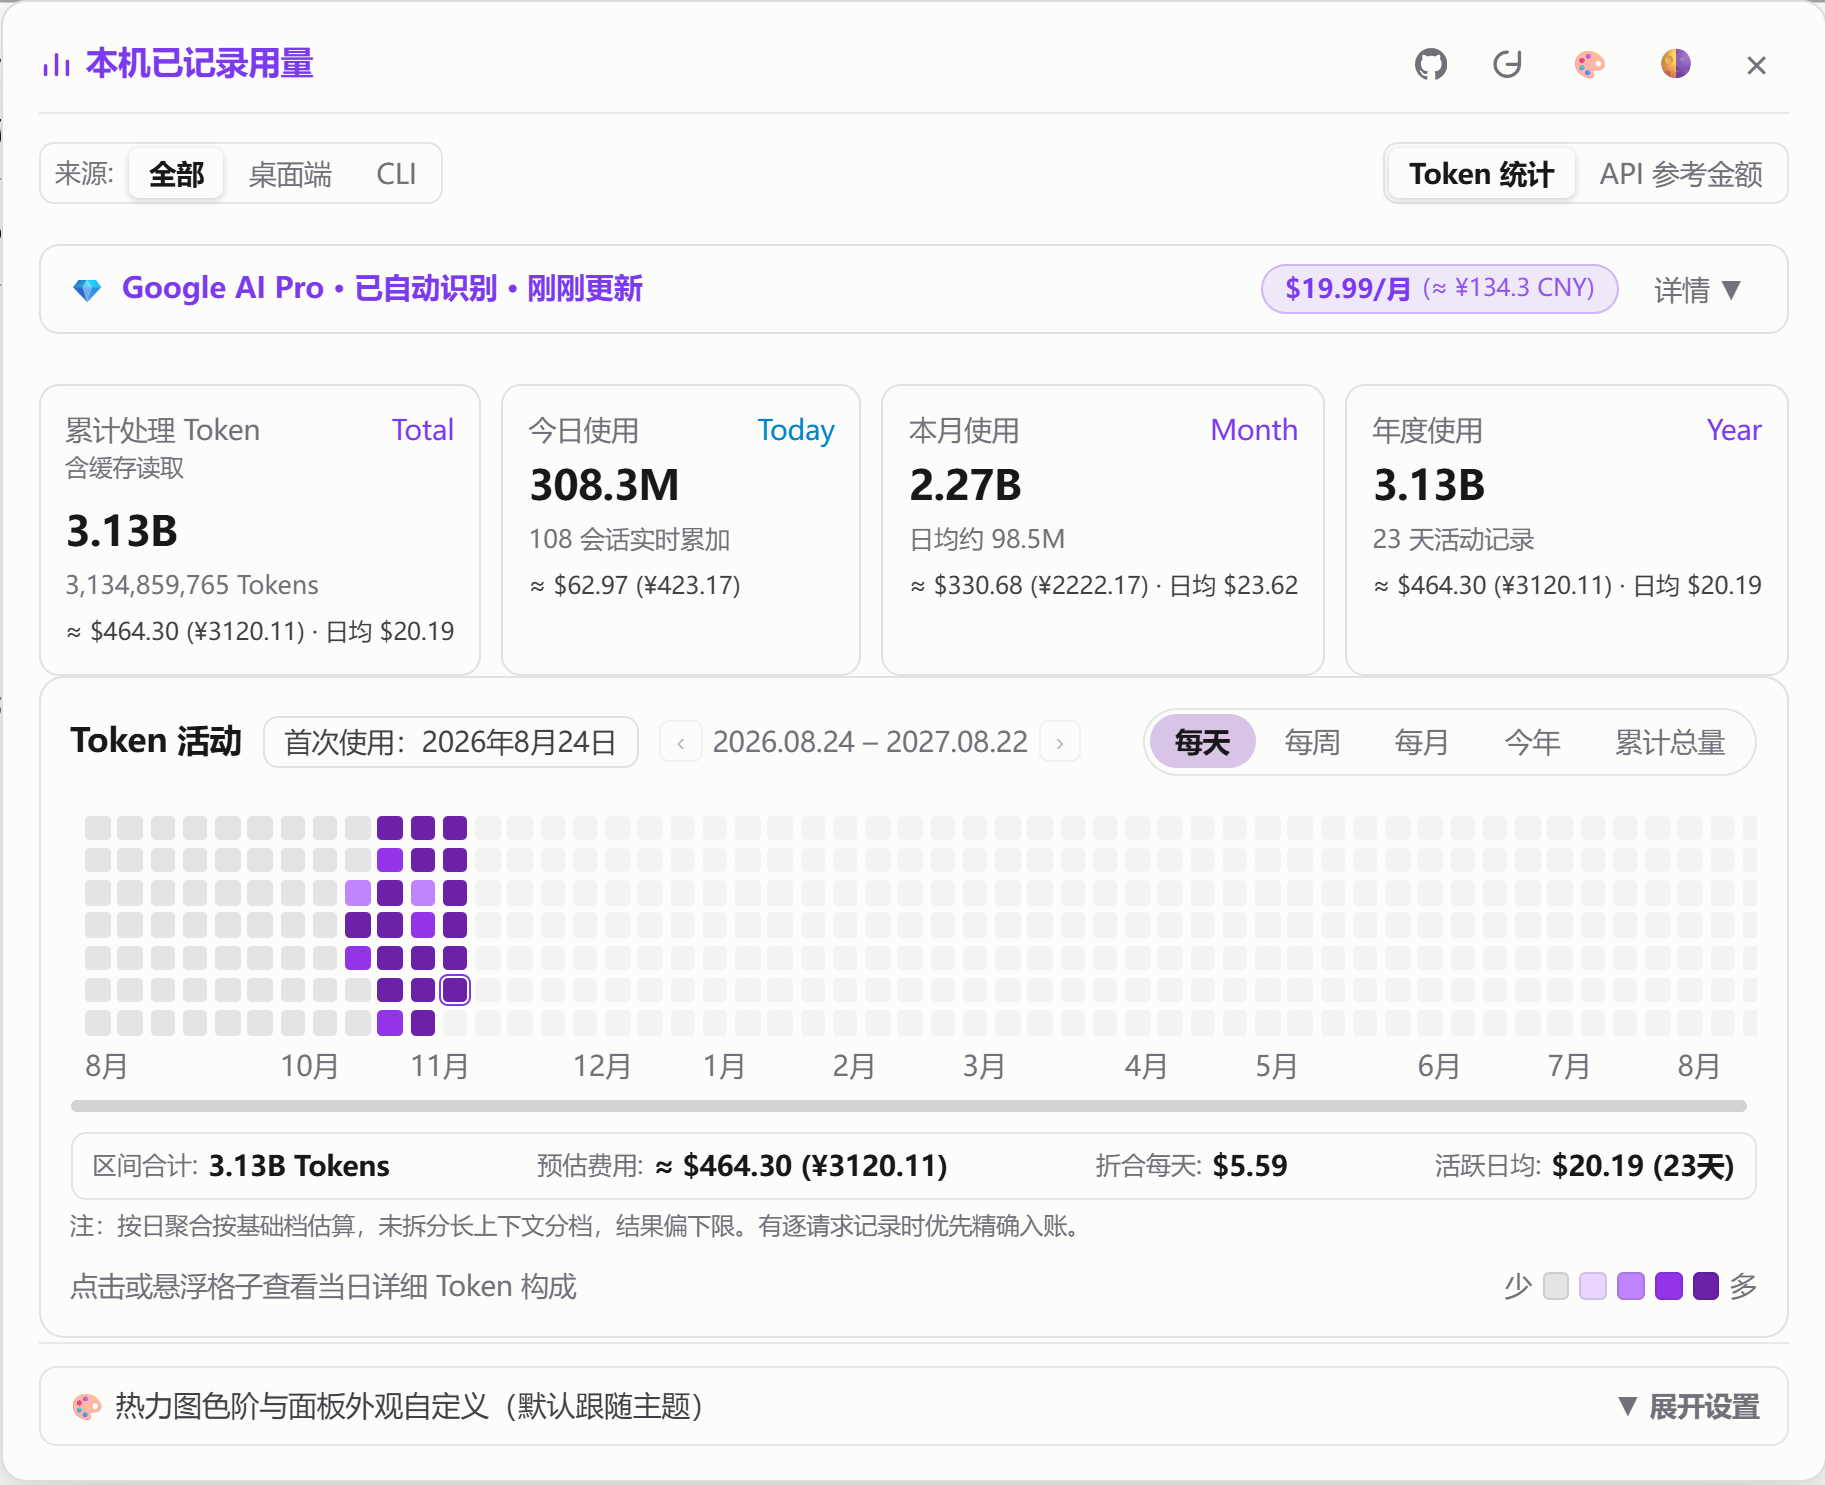 本机已记录用量
来源: 全部 桌面端 CLI
Token 统计 API 参考金额
Google AI Pro • 已自动识别 • 刚刚更新
$19.99/月 (≈ ¥134.3 CNY) 详情 ▼
累计处理 Token Total
含缓存读取
3.13B
3,134,859,765 Tokens
≈ $464.30 (¥3120.11) · 日均 $20.19
今日使用 Today
308.3M
108 会话实时累加
≈ $62.97 (¥423.17)
本月使用 Month
2.27B
日均约 98.5M
≈ $330.68 (¥2222.17) · 日均 $23.62
年度使用 Year
3.13B
23 天活动记录
≈ $464.30 (¥3120.11) · 日均 $20.19
Token 活动 首次使用：2026年8月24日 ‹ 2026.08.24 – 2027.08.22 ›
每天 每周 每月 今年 累计总量
8月 10月 11月 12月 1月 2月 3月 4月 5月 6月 7月 8月
区间合计: 3.13B Tokens 预估费用: ≈ $464.30 (¥3120.11) 折合每天: $5.59 活跃日均: $20.19 (23天)
注：按日聚合按基础档估算，未拆分长上下文分档，结果偏下限。有逐请求记录时优先精确入账。
点击或悬浮格子查看当日详细 Token 构成
少 多
热力图色阶与面板外观自定义（默认跟随主题）
▼ 展开设置